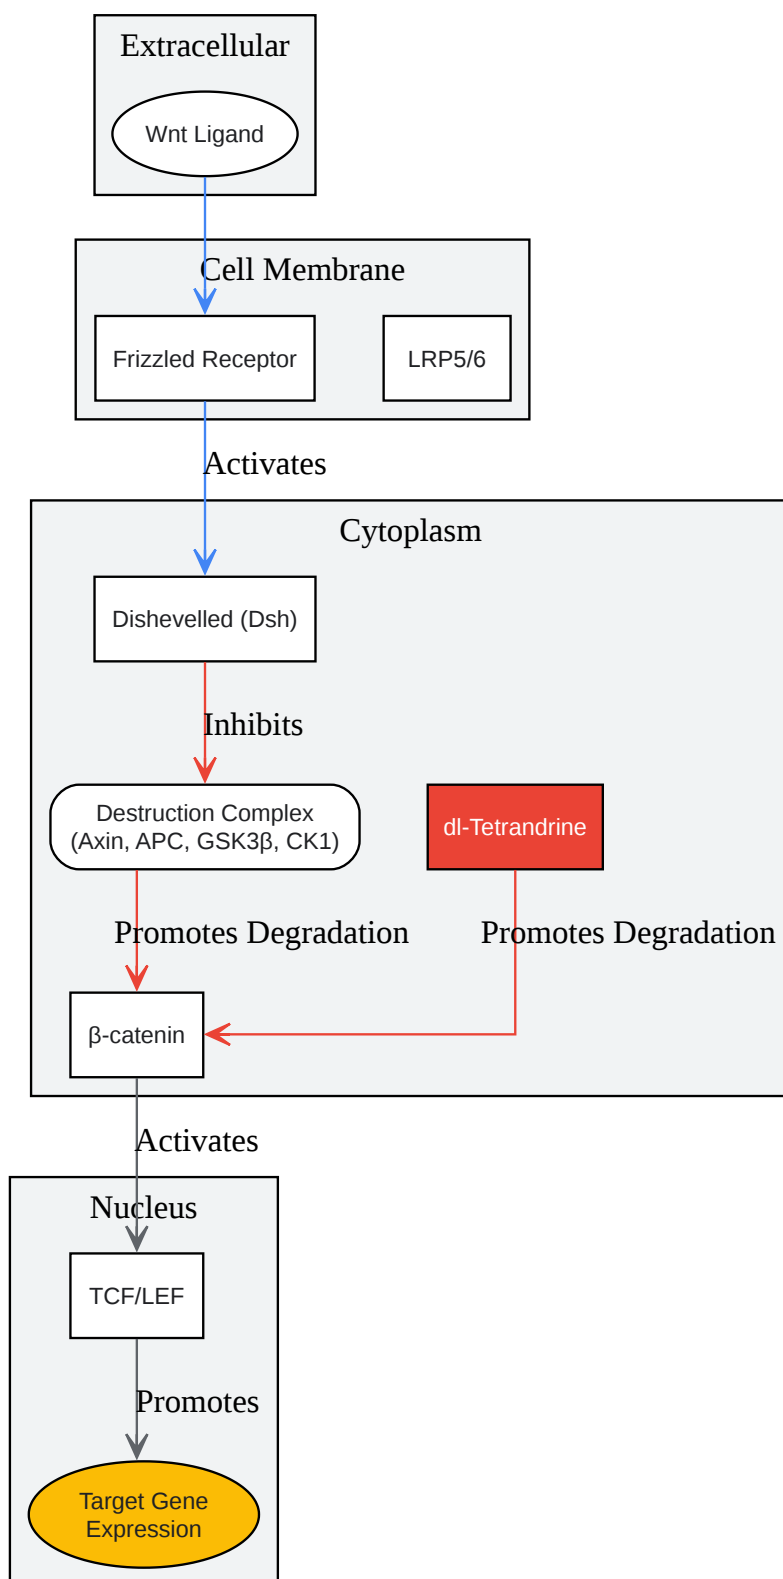 Extracellular
Wnt Ligand
Cell Membrane
Frizzled Receptor
LRP5/6
Activates
Cytoplasm
Dishevelled (Dsh)
Inhibits
Destruction Complex
(Axin, APC, GSK3β, CK1)
dl-Tetrandrine
Promotes Degradation
Promotes Degradation
β-catenin
Activates
Nucleus
TCF/LEF
Promotes
Target Gene
Expression